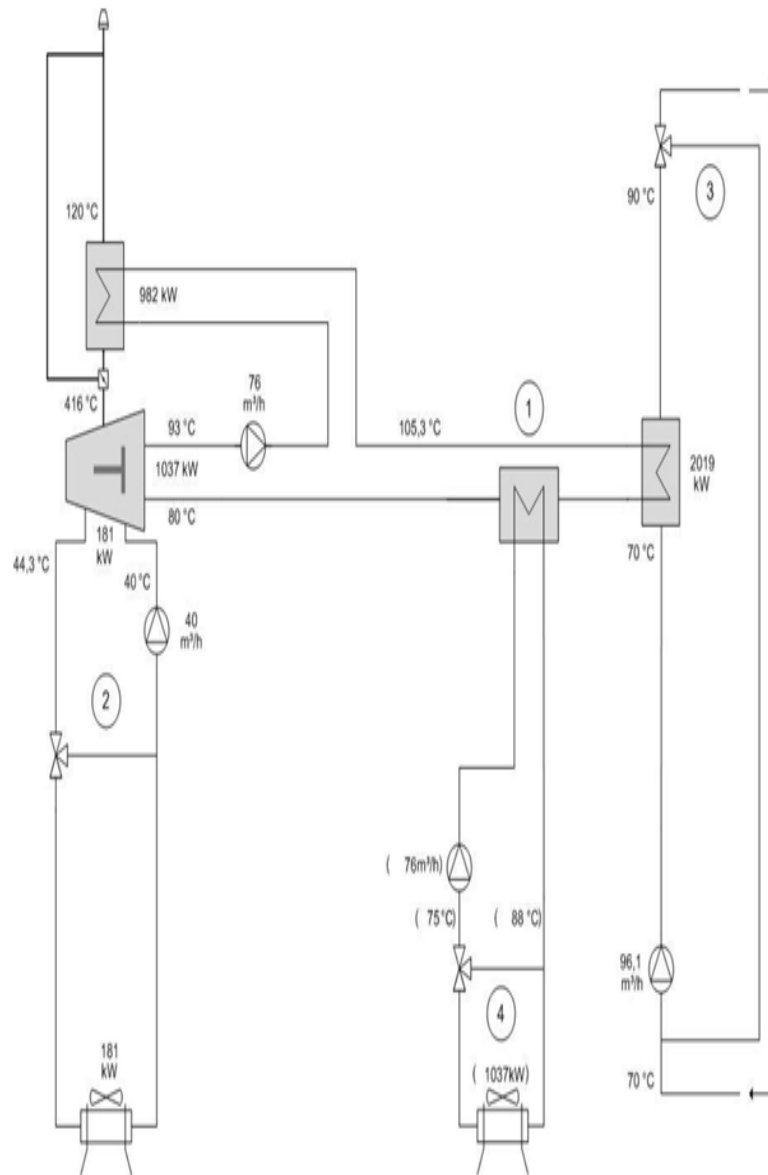 120 °C
982 kW
416 °C
76
m³/h
93 °C
1037 kW
80 °C
105,3 °C
1
90 °C
3
2019
kW
70 °C
181
kW
44,3 °C
40 °C
40
m³/h
2
( 76m³/h)
( 75 °C)
( 88 °C)
96,1
m³/h
4
( 1037kW)
181
kW
70 °C